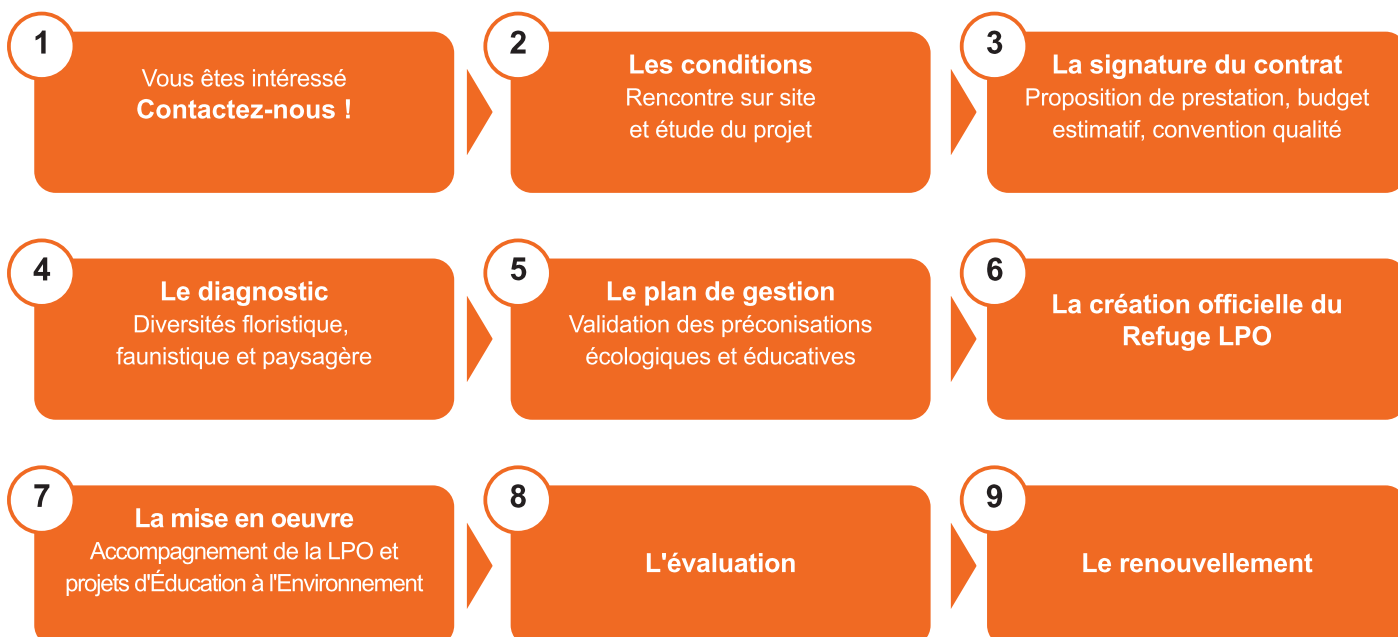 1
Vous êtes intéressé
Contactez-nous !
2
Les conditions
Rencontre sur site
et étude du projet
3
La signature du contrat
Proposition de prestation, budget
estimatif, convention qualité
4
Le diagnostic
Diversités floristique,
faunistique et paysagère
5
Le plan de gestion
Validation des préconisations
écologiques et éducatives
6
La création officielle du
Refuge LPO
7
La mise en oeuvre
Accompagnement de la LPO et
projets d'Éducation à l'Environnement
8
L'évaluation
9
Le renouvellement